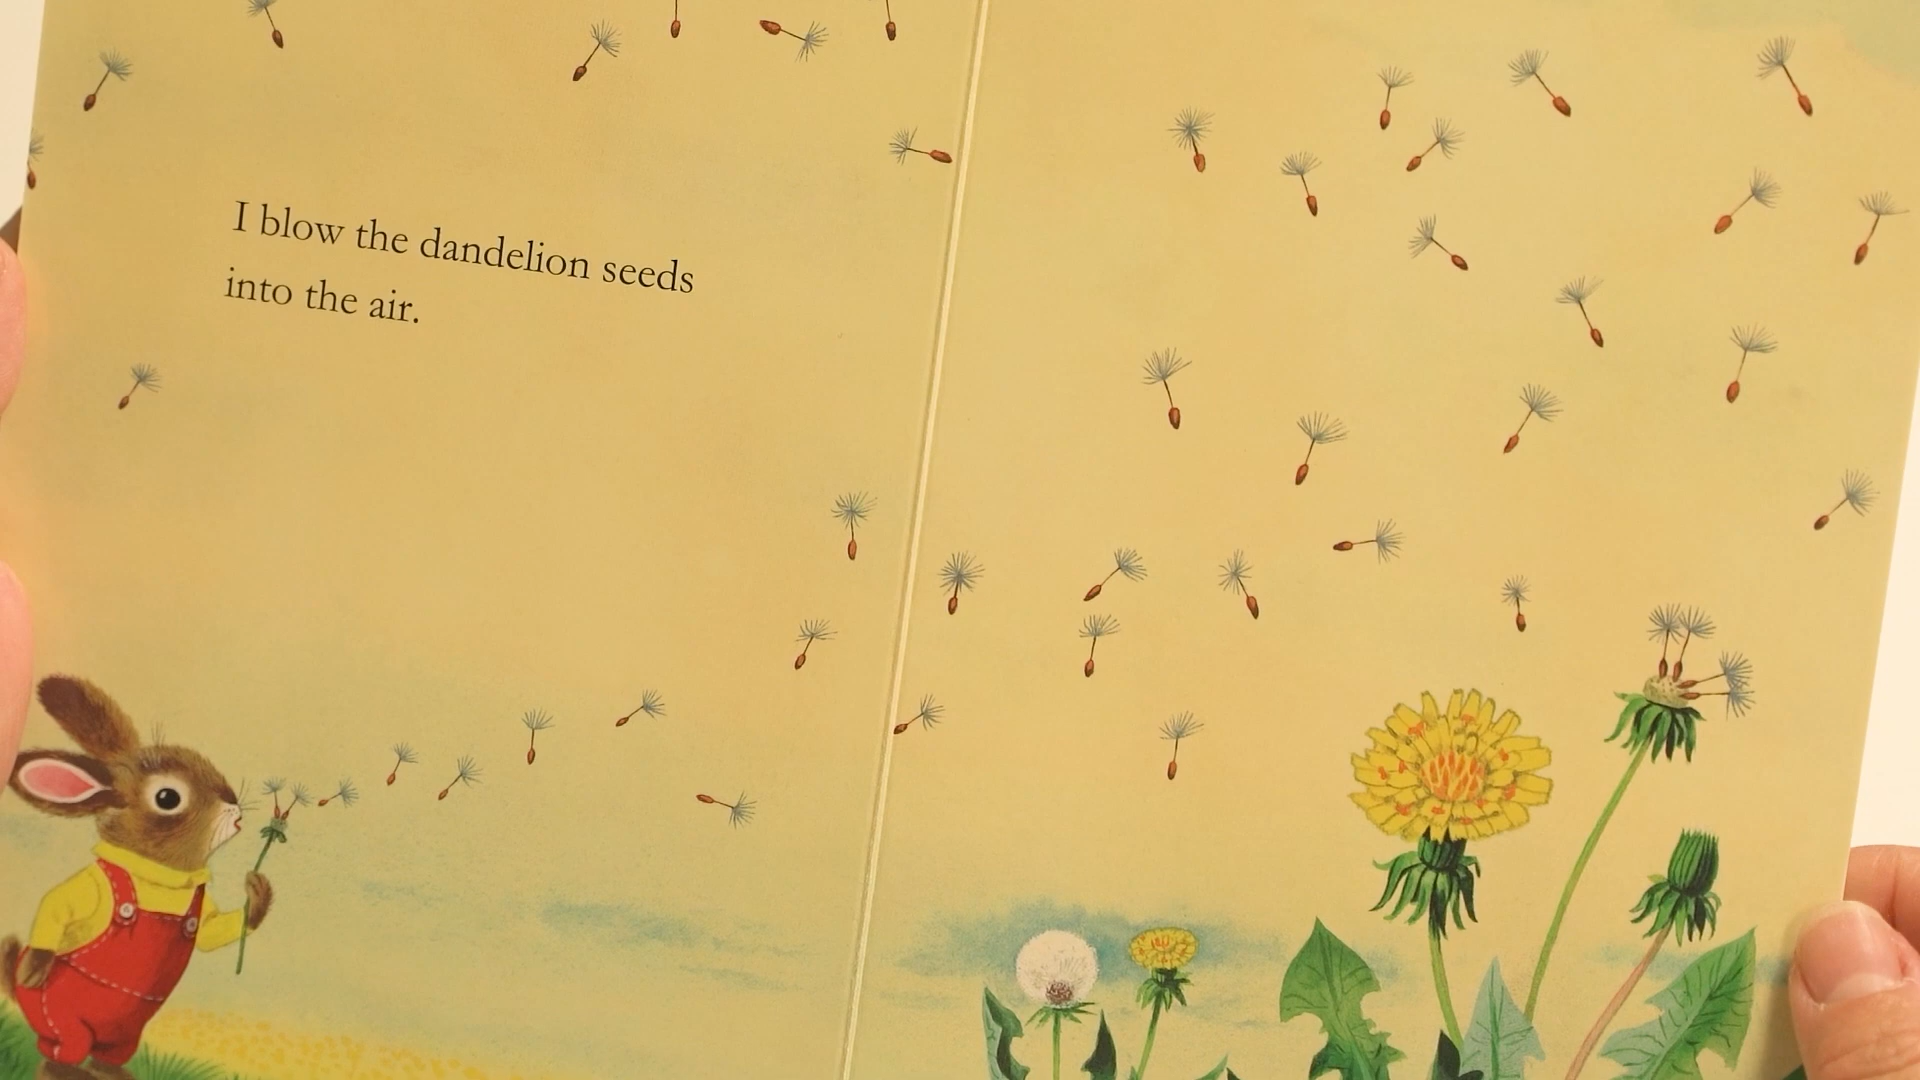 I blow the dandelion seeds
into the air.